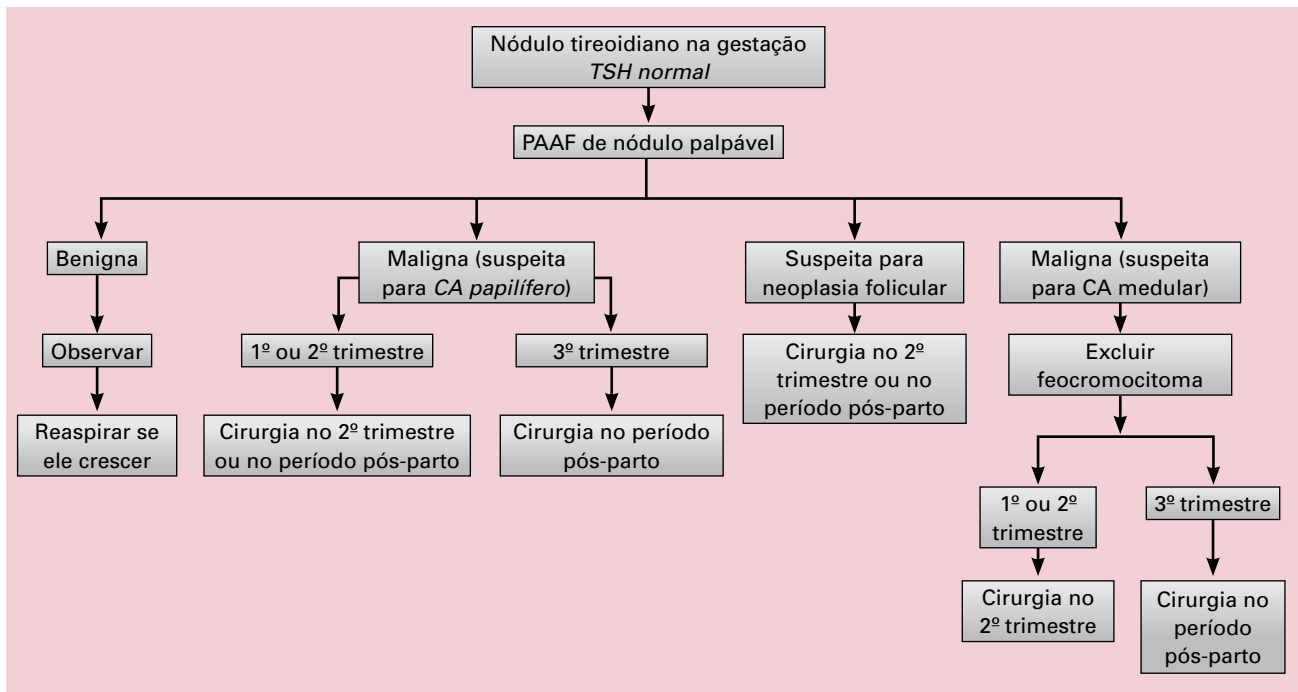 Nódulo tireoidiano na gestação
TSH normal
PAAF de nódulo palpável
Benigna
Observar
Reaspirar se
ele crescer
Maligna (suspeita
para CA papilífero)
1º ou 2º trimestre
Cirurgia no 2º trimestre
ou no período pós-parto
3º trimestre
Cirurgia no período
pós-parto
Suspeita para
neoplasia folicular
Cirurgia no 2º
trimestre ou no
período pós-parto
Maligna (suspeita
para CA medular)
Excluir
feocromocitoma
1º ou 2º
trimestre
Cirurgia no
2º trimestre
3º trimestre
Cirurgia no
período
pós-parto